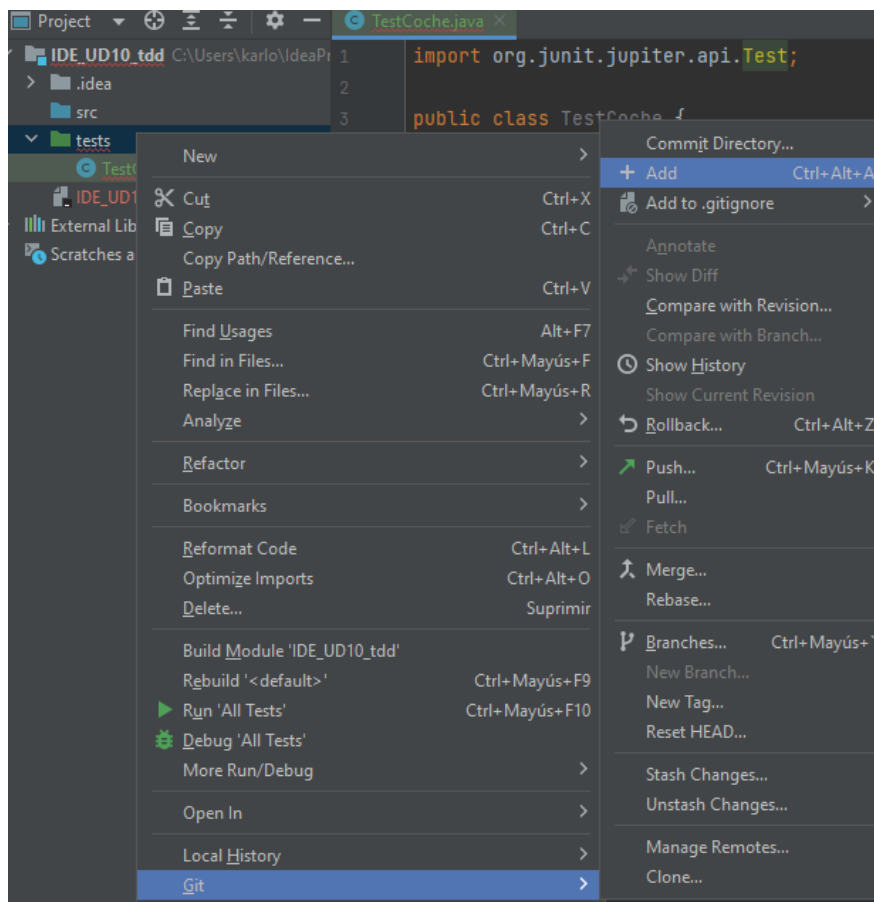 Project
TestCoche.java
IDE_UD10_tdd C:\Users\karlo\IdeaPr
.idea
src
tests
TestC
IDE_UD1
External Lib
Scratches a
1 import org.junit.jupiter.api.Test;
2
3 public class TestCoche {
New
Cut Ctrl+X
Copy Ctrl+C
Copy Path/Reference...
Paste Ctrl+V
Find Usages Alt+F7
Find in Files... Ctrl+Mayús+F
Replace in Files... Ctrl+Mayús+R
Analyze
Refactor
Bookmarks
Reformat Code Ctrl+Alt+L
Optimize Imports Ctrl+Alt+O
Delete... Suprimir
Build Module 'IDE_UD10_tdd'
Rebuild '<default>' Ctrl+Mayús+F9
Run 'All Tests' Ctrl+Mayús+F10
Debug 'All Tests'
More Run/Debug
Open In
Local History
Git
Commit Directory...
Add Ctrl+Alt+A
Add to .gitignore
Annotate
Show Diff
Compare with Revision...
Compare with Branch...
Show History
Show Current Revision
Rollback... Ctrl+Alt+Z
Push... Ctrl+Mayús+K
Pull...
Fetch
Merge...
Rebase...
Branches... Ctrl+Mayús+`
New Branch...
New Tag...
Reset HEAD...
Stash Changes...
Unstash Changes...
Manage Remotes...
Clone...